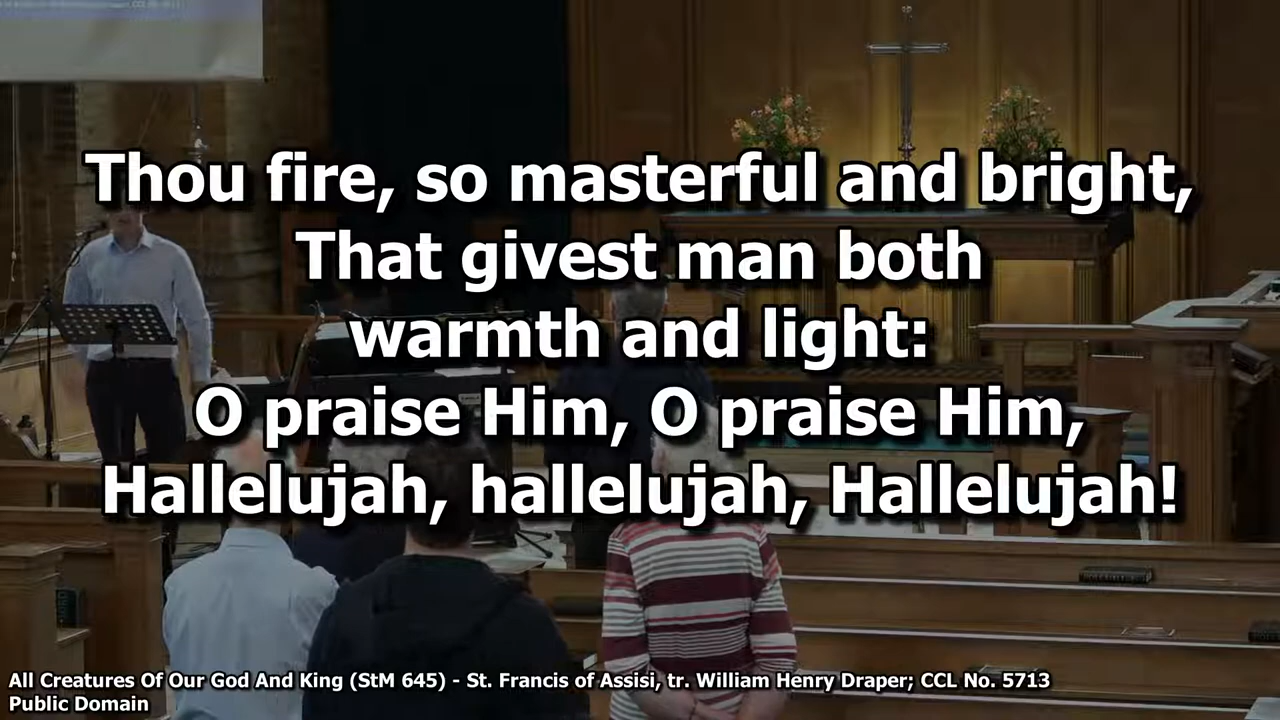 Thou fire, so masterful and bright,
That givest man both
warmth and light:
O praise Him, O praise Him,
Hallelujah, hallelujah, Hallelujah!
All Creatures Of Our God And King (StM 645) - St. Francis of Assisi, tr. William Henry Draper; CCL No. 5713
Public Domain